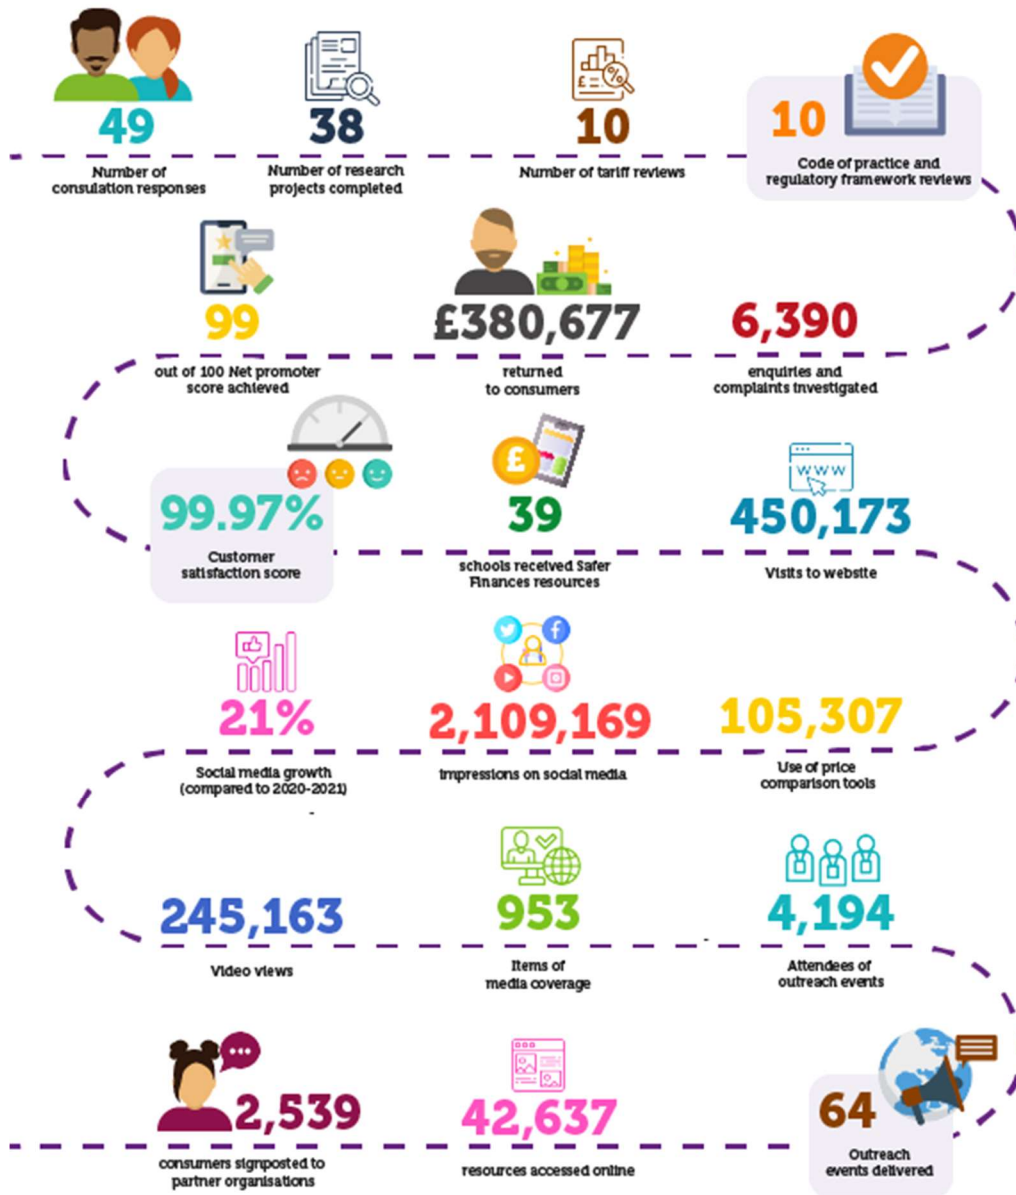 49
Number of
consulation responses
38
Number of research
projects completed
10
Number of tariff reviews
10
Code of practice and
regulatory framework reviews
99
out of 100 Net promoter
score achieved
£380,677
returned
to consumers
6,390
enquiries and
complaints investigated
99.97%
Customer
satisfaction score
39
schools received Safer
Finances resources
www
450,173
Visits to website
21%
Social media growth
(compared to 2020-2021)
2,109,169
Impressions on social media
105,307
Use of price
comparison tools
245,163
Video views
953
Items of
media coverage
4,194
Attendees of
outreach events
2,539
consumers signposted to
partner organisations
42,637
resources accessed online
64
Outreach
events delivered